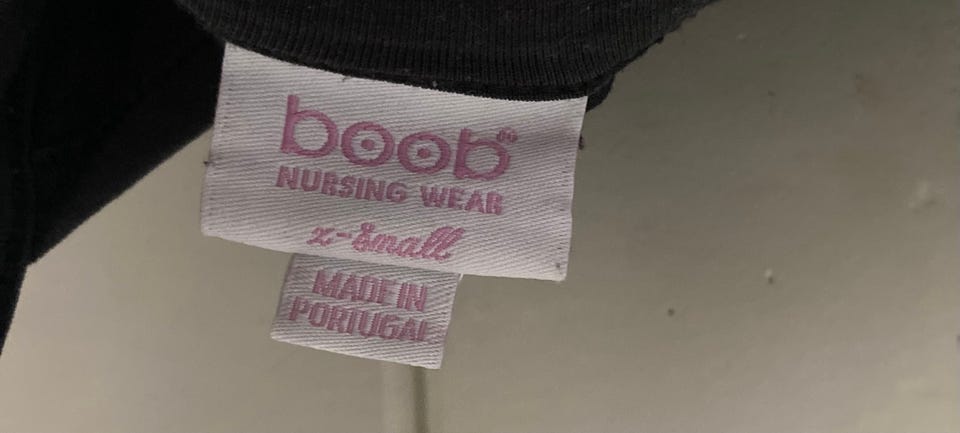 boob
NURSING WEAR
x-small
MADE IN
PORTUGAL